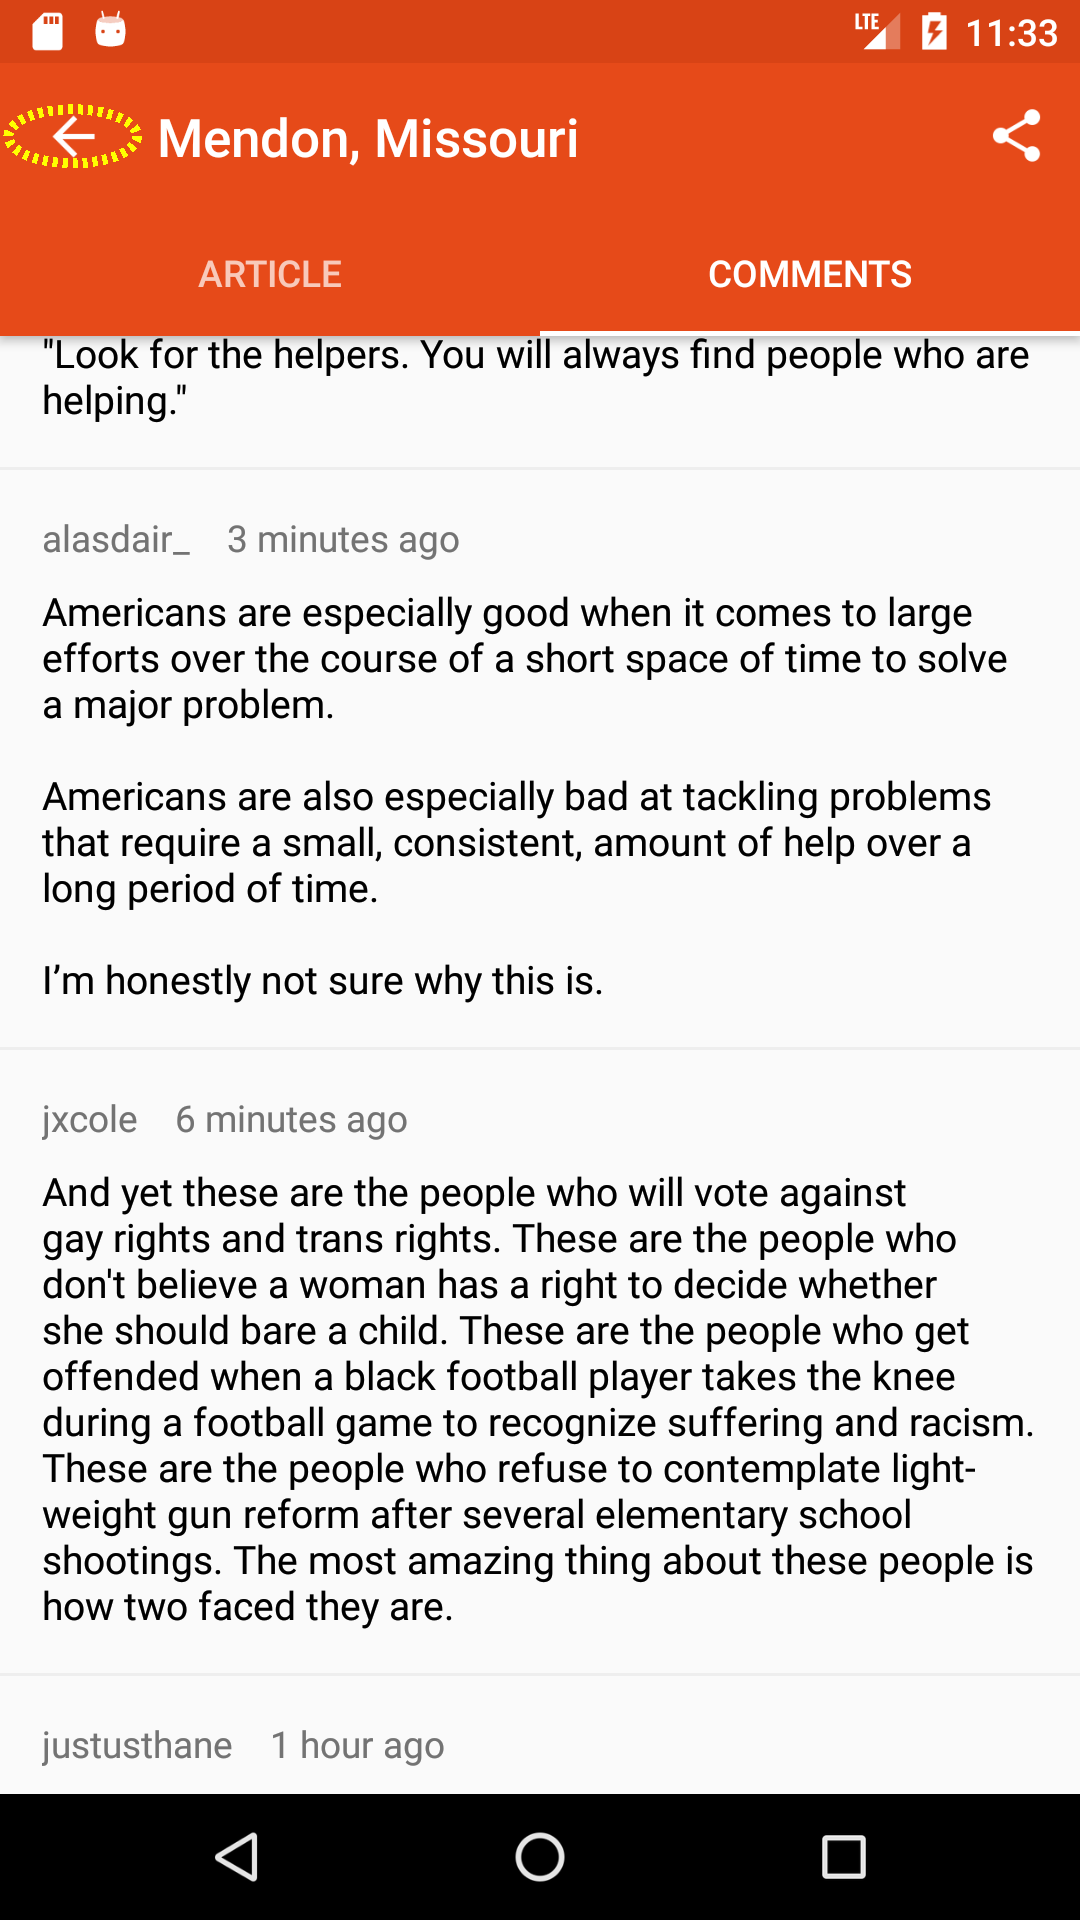 LTE 11:33
Mendon, Missouri
ARTICLE COMMENTS
"Look for the helpers. You will always find people who are
helping."
alasdair_ 3 minutes ago
Americans are especially good when it comes to large
efforts over the course of a short space of time to solve
a major problem.
Americans are also especially bad at tackling problems
that require a small, consistent, amount of help over a
long period of time.
I’m honestly not sure why this is.
jxcole 6 minutes ago
And yet these are the people who will vote against
gay rights and trans rights. These are the people who
don't believe a woman has a right to decide whether
she should bare a child. These are the people who get
offended when a black football player takes the knee
during a football game to recognize suffering and racism.
These are the people who refuse to contemplate light-
weight gun reform after several elementary school
shootings. The most amazing thing about these people is
how two faced they are.
justusthane 1 hour ago